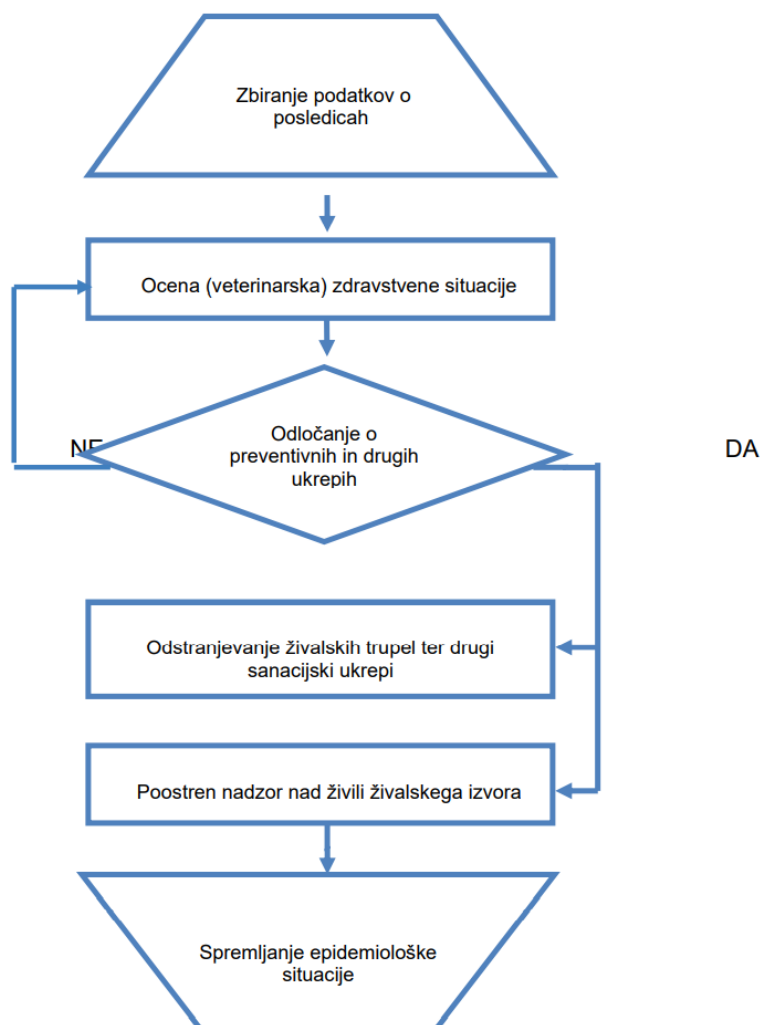 Zbiranje podatkov o
posledicah
Ocena (veterinarska) zdravstvene situacije
Odločanje o
preventivnih in drugih
ukrepih
NE
DA
Odstranjevanje živalskih trupel ter drugi
sanacijski ukrepi
Poostren nadzor nad živili živalskega izvora
Spremljanje epidemiološke
situacije